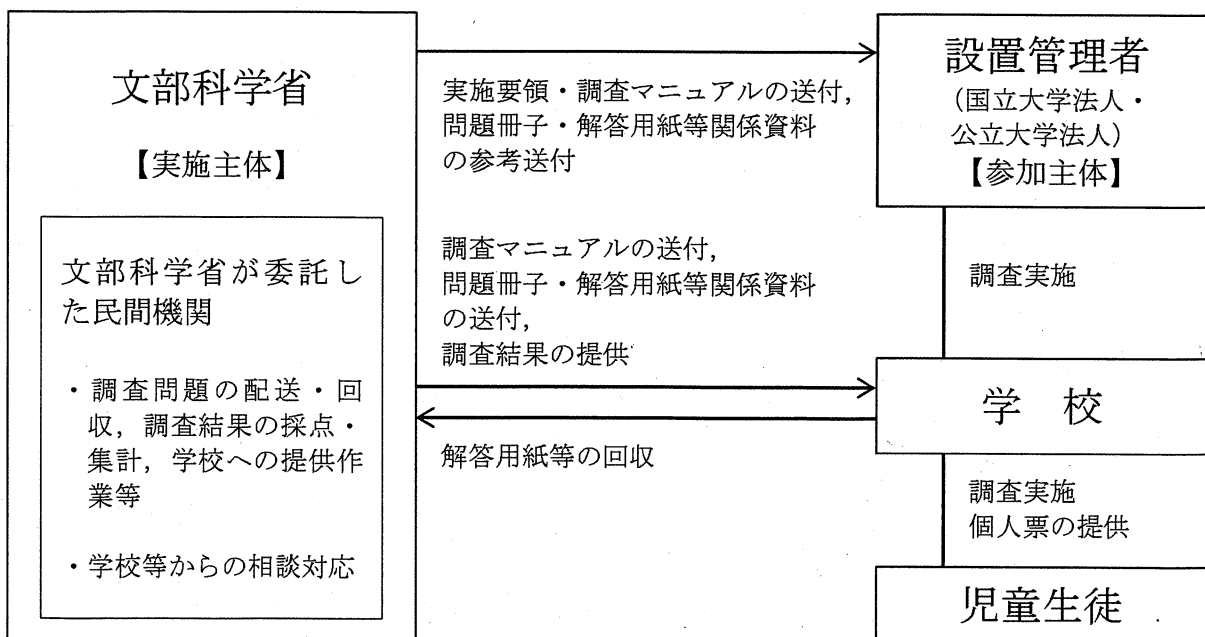 文部科学省
【実施主体】
文部科学省が委託し
た民間機関
・調査問題の配送・回
収，調査結果の採点・
集計，学校への提供作
業等
・学校等からの相談対応
実施要領・調査マニュアルの送付，
問題冊子・解答用紙等関係資料
の参考送付
調査マニュアルの送付，
問題冊子・解答用紙等関係資料
の送付，
調査結果の提供
解答用紙等の回収
設置管理者
（国立大学法人・
公立大学法人）
【参加主体】
調査実施
学　校
調査実施
個人票の提供
児童生徒